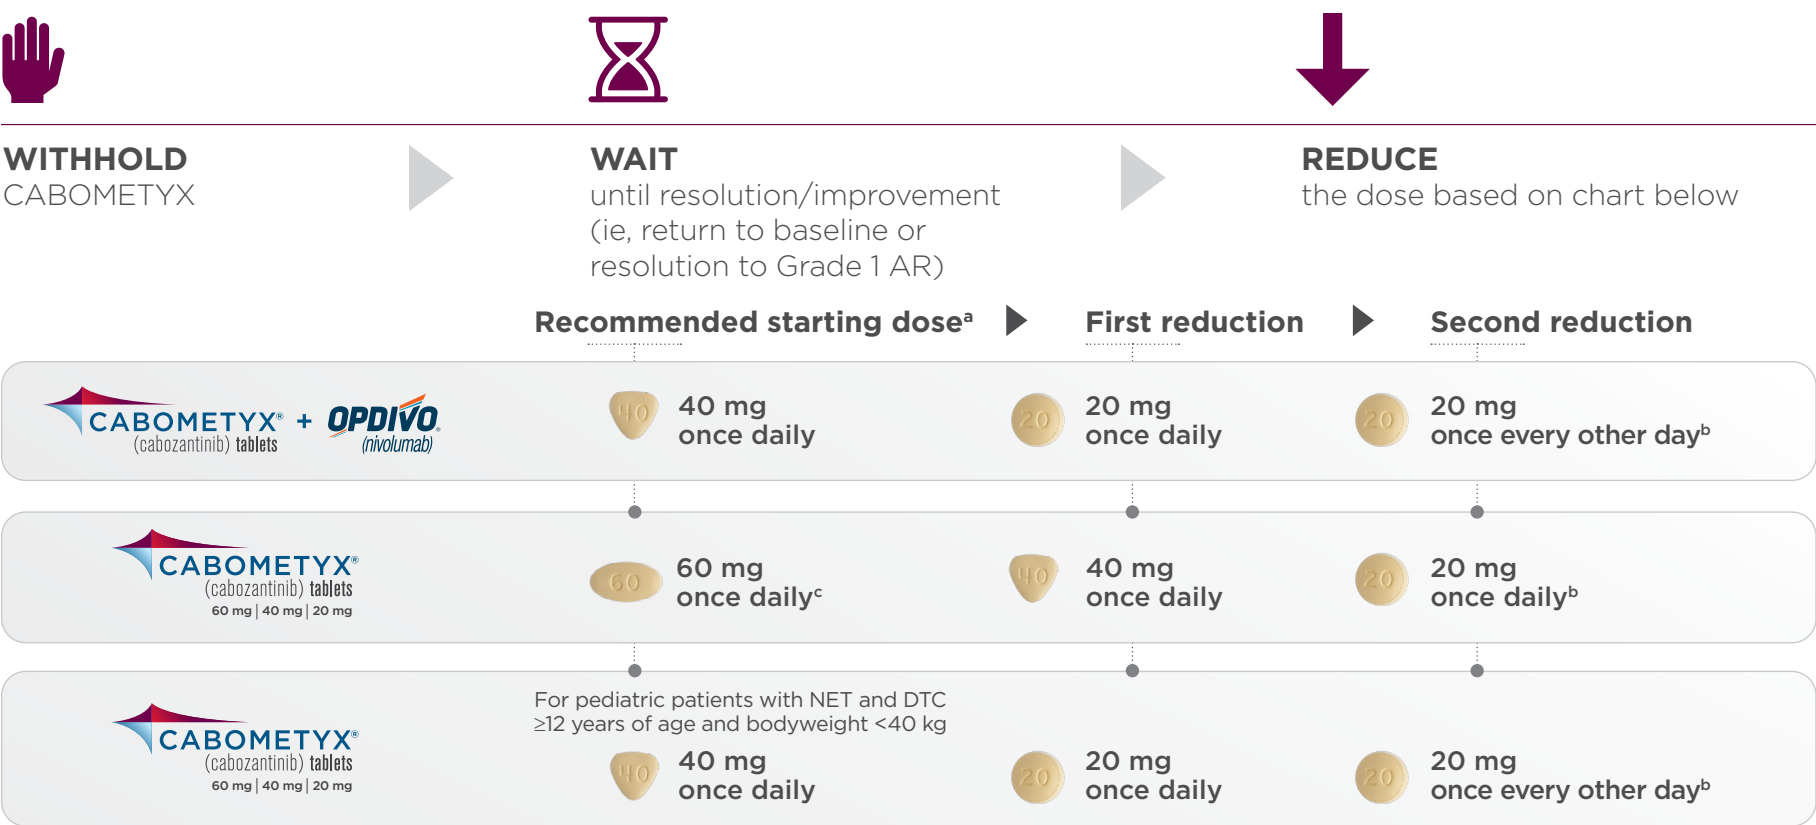 WITHHOLD
CABOMETYX
WAIT
until resolution/improvement
(ie, return to baseline or
resolution to Grade 1 AR)
REDUCE
the dose based on chart below
Recommended starting doseᵃ
First reduction
Second reduction
CABOMETYX® + OPDIVO®
(cabozantinib) tablets
(nivolumab)
40
40 mg
once daily
20
20 mg
once daily
20
20 mg
once every other dayᵇ
CABOMETYX®
(cabozantinib) tablets
60 mg | 40 mg | 20 mg
60
60 mg
once dailyᶜ
40
40 mg
once daily
20
20 mg
once dailyᵇ
CABOMETYX®
(cabozantinib) tablets
60 mg | 40 mg | 20 mg
For pediatric patients with NET and DTC
≥12 years of age and bodyweight <40 kg
40
40 mg
once daily
20
20 mg
once daily
20
20 mg
once every other dayᵇ